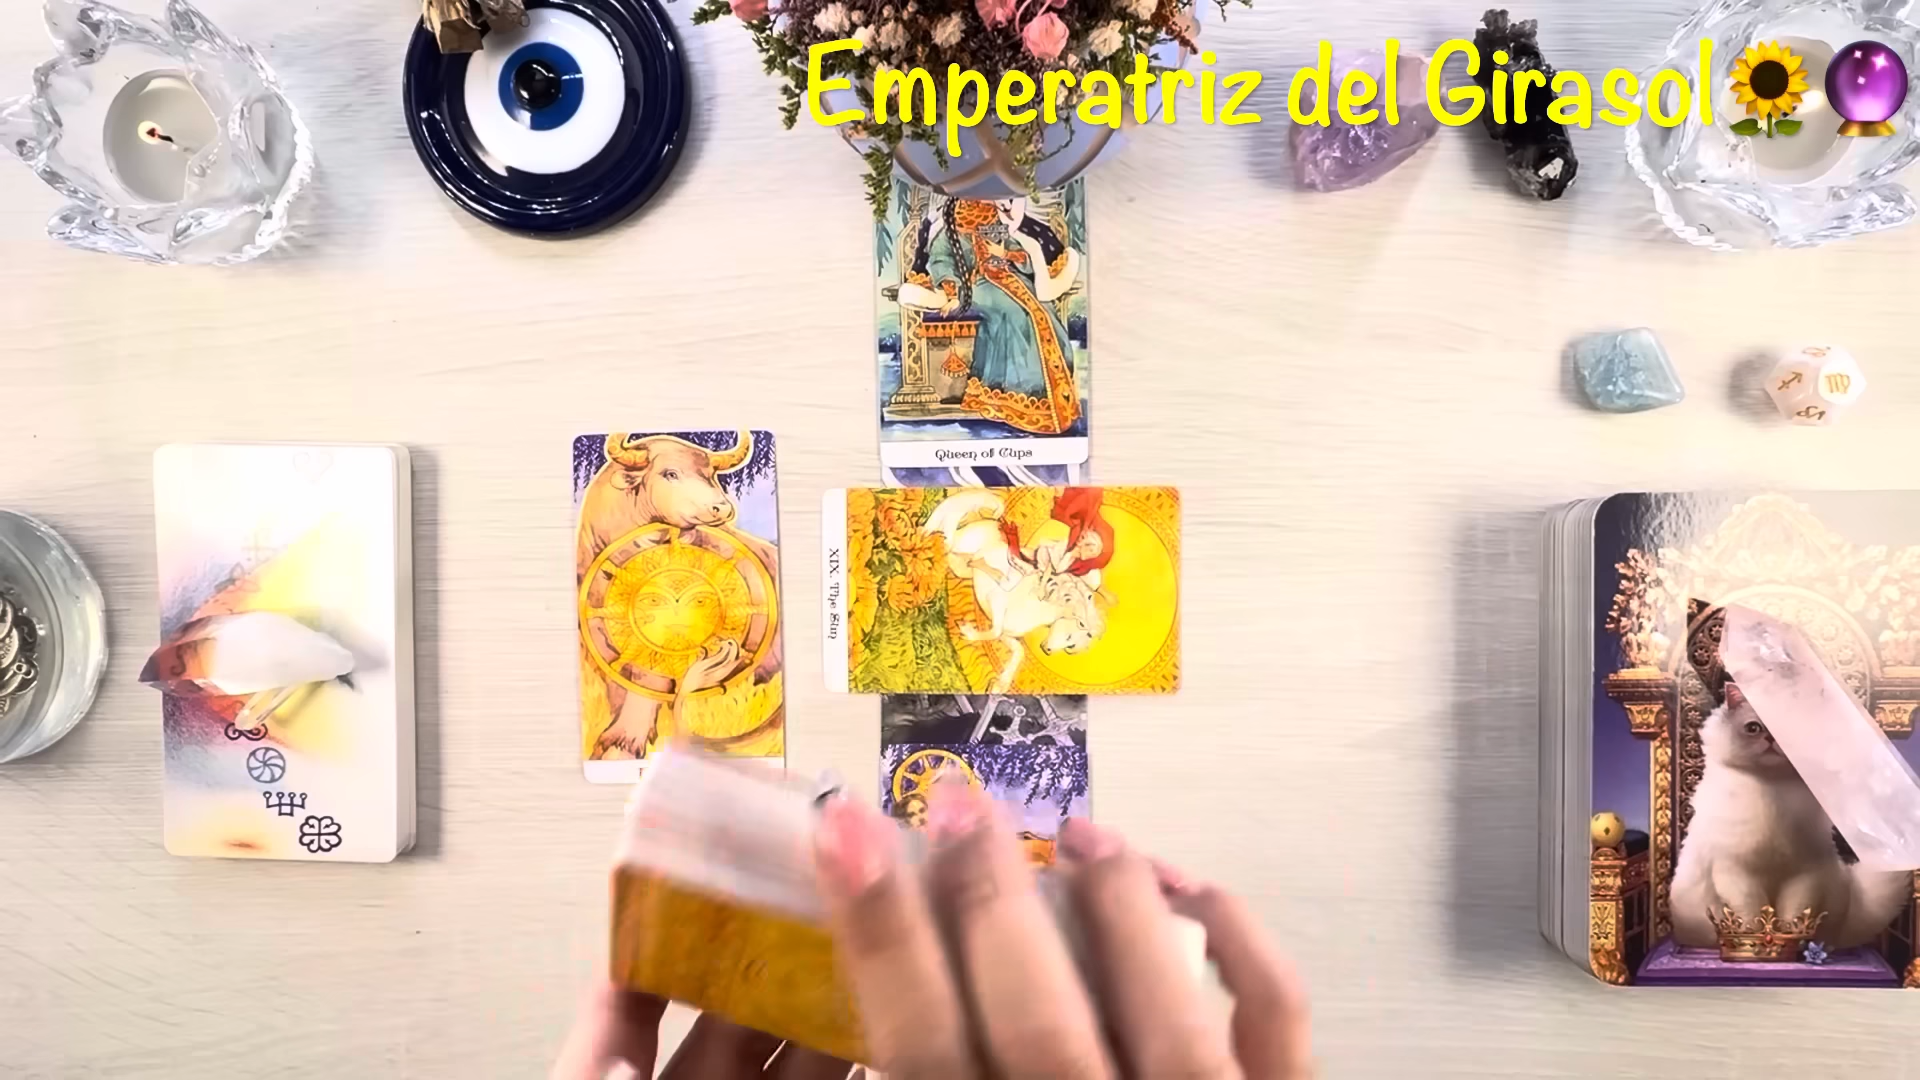 Emperatriz del Girasol🌻🔮
Queen of Cups
XIX. The Sun